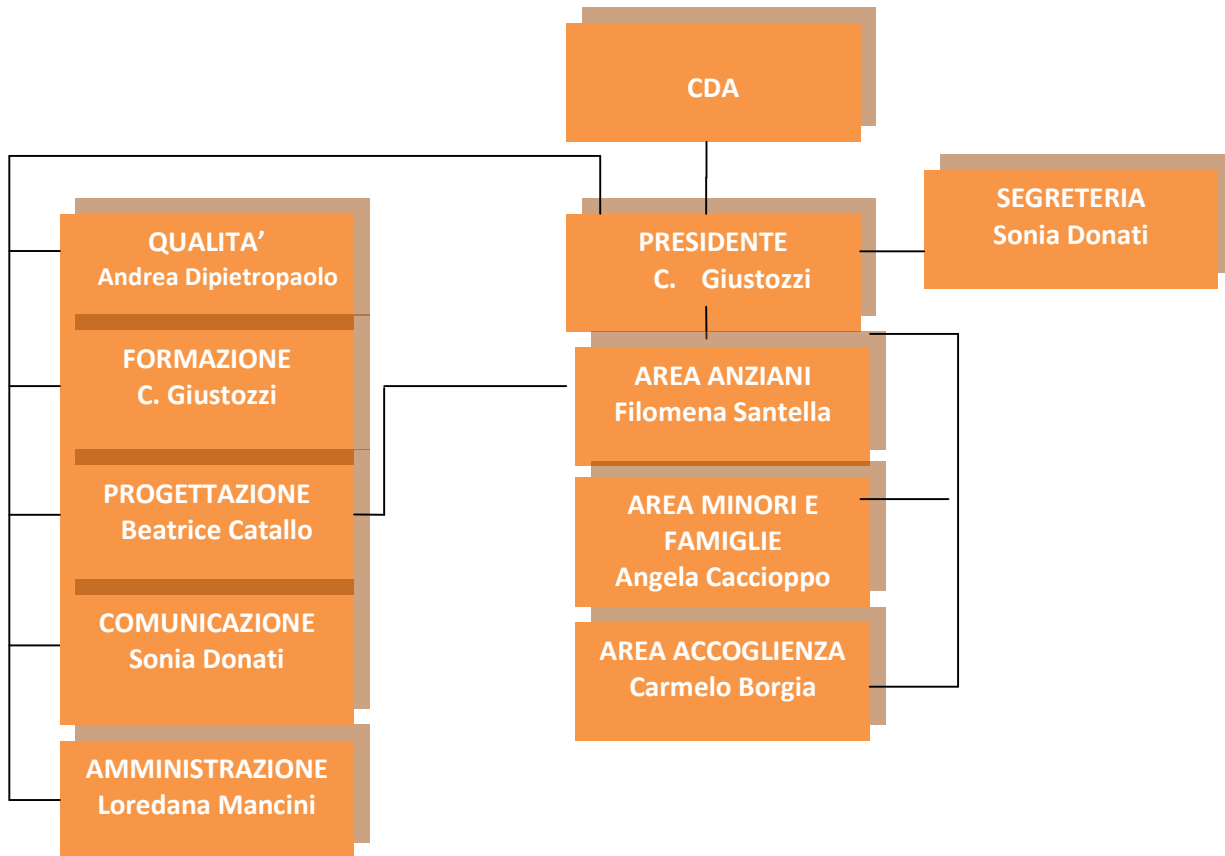 CDA
SEGRETERIA
Sonia Donati
PRESIDENTE
C. Giustozzi
QUALITA’
Andrea Dipietropaolo
FORMAZIONE
C. Giustozzi
PROGETTAZIONE
Beatrice Catallo
COMUNICAZIONE
Sonia Donati
AMMINISTRAZIONE
Loredana Mancini
AREA ANZIANI
Filomena Santella
AREA MINORI E
FAMIGLIE
Angela Caccioppo
AREA ACCOGLIENZA
Carmelo Borgia